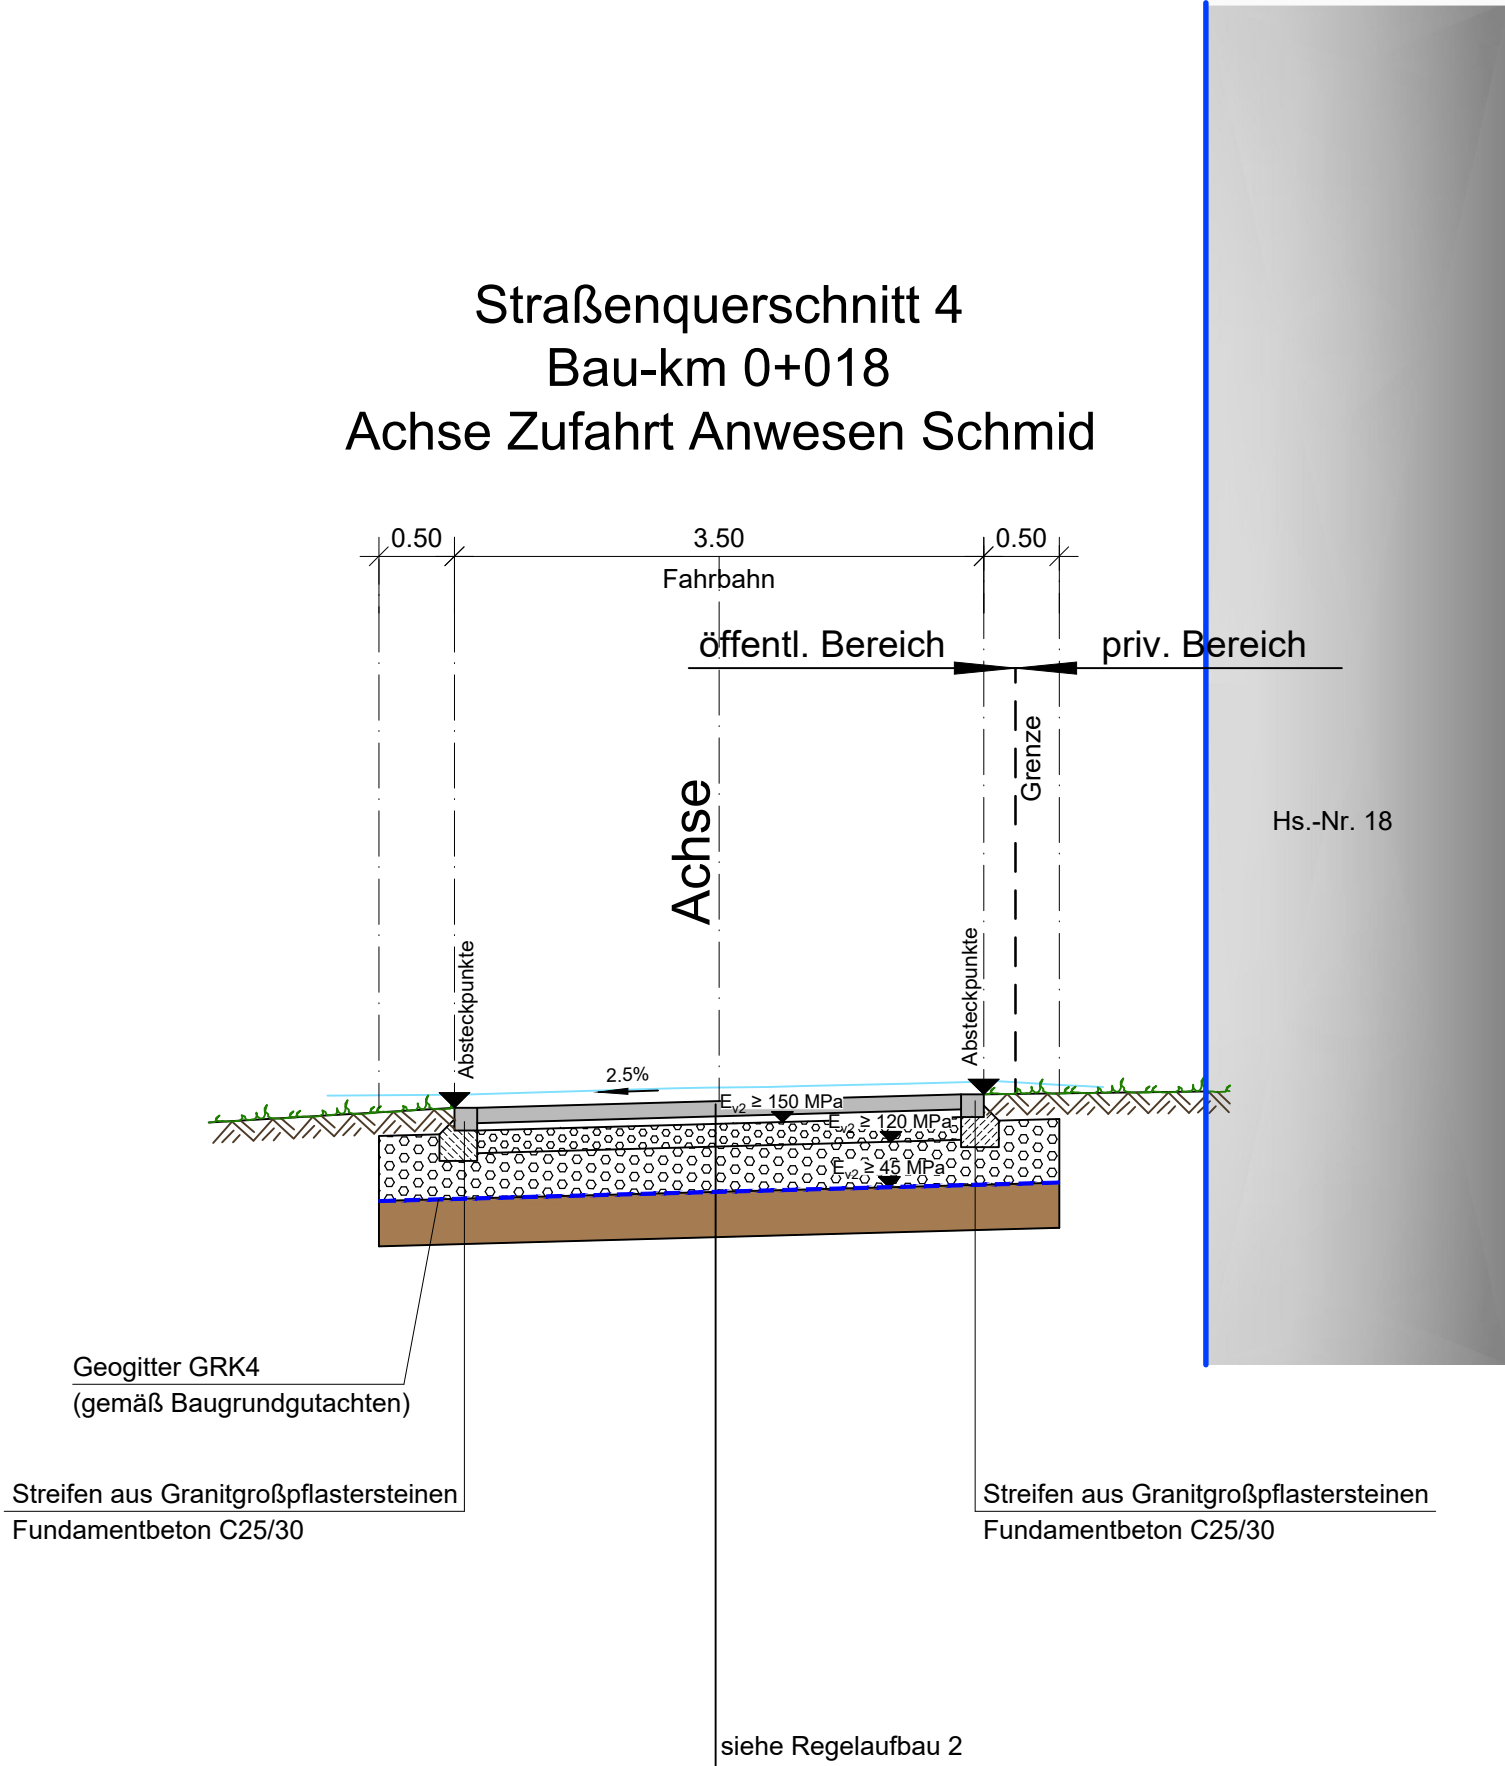 Straßenquerschnitt 4
Bau-km 0+018
Achse Zufahrt Anwesen Schmid
0.50
3.50
0.50
Fahrbahn
öffentl. Bereich
priv. Bereich
Grenze
Achse
Hs.-Nr. 18
Absteckpunkte
Absteckpunkte
2.5%
Ev2 ≥ 150 MPa
Ev2 ≥ 120 MPa
Ev2 ≥ 45 MPa
Geogitter GRK4
(gemäß Baugrundgutachten)
Streifen aus Granitgroßpflastersteinen
Fundamentbeton C25/30
Streifen aus Granitgroßpflastersteinen
Fundamentbeton C25/30
siehe Regelaufbau 2